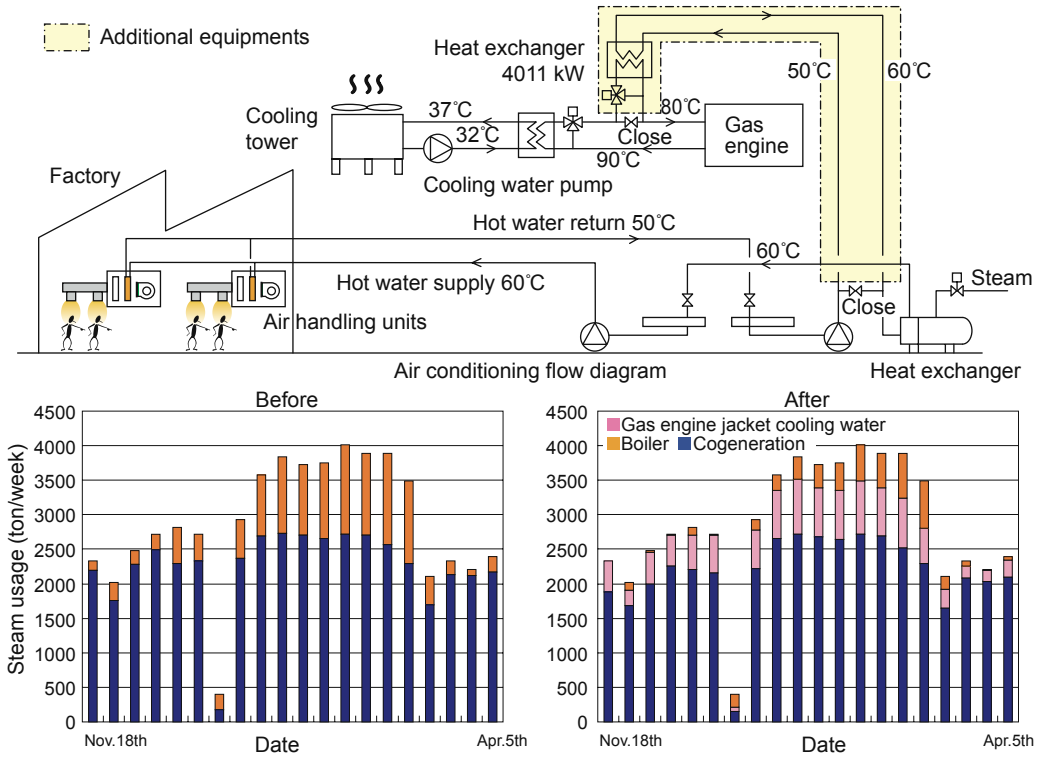 Additional equipments
Heat exchanger
4011 kW
50°C
60°C
Cooling
tower
37°C
32°C
80°C
Close
90°C
Gas
engine
Cooling water pump
Factory
Hot water return 50°C
60°C
Hot water supply 60°C
Steam
Close
Air handling units
Air conditioning flow diagram
Heat exchanger
Before
Steam usage (ton/week)
4500
4000
3500
3000
2500
2000
1500
1000
500
0
Nov.18th
Date
Apr.5th
After
Gas engine jacket cooling water
Boiler
Cogeneration
4500
4000
3500
3000
2500
2000
1500
1000
500
0
Nov.18th
Date
Apr.5th